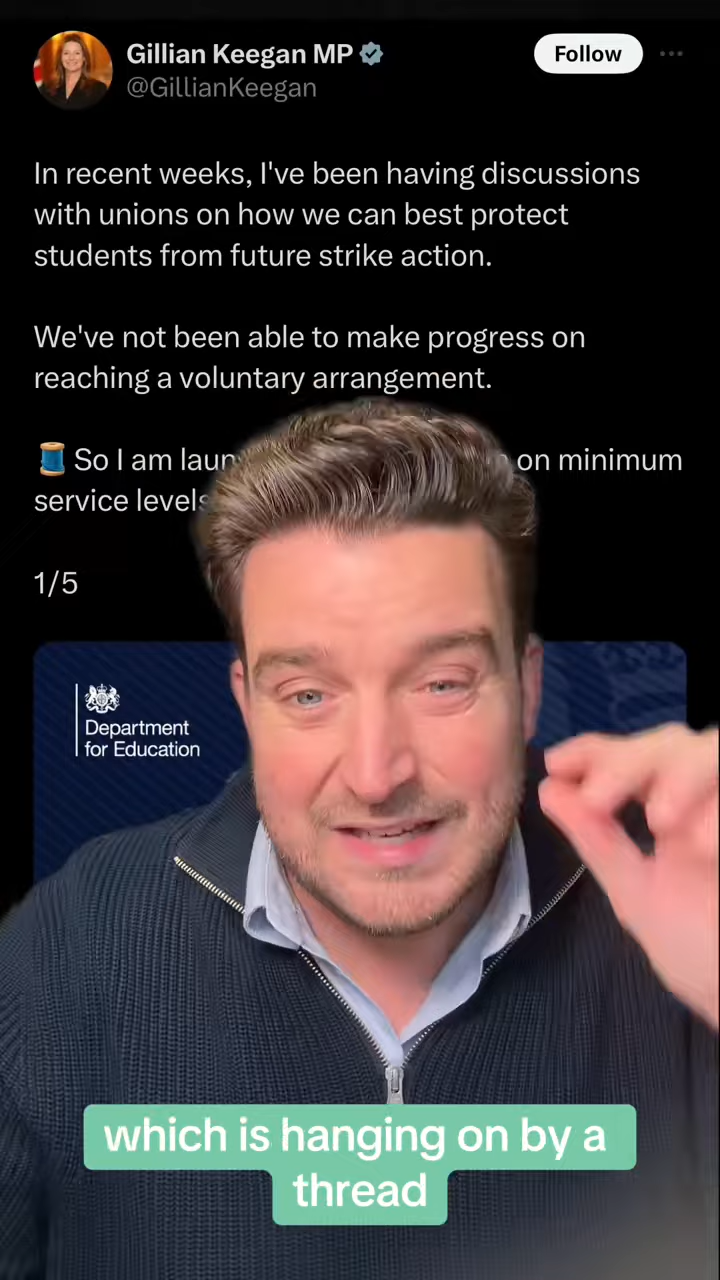 Gillian Keegan MP
Follow
@GillianKeegan
In recent weeks, I've been having discussions
with unions on how we can best protect
students from future strike action.
We've not been able to make progress on
reaching a voluntary arrangement.
So I am on minimum
service levels
1/5
Department
for Education
which is hanging on by a
thread